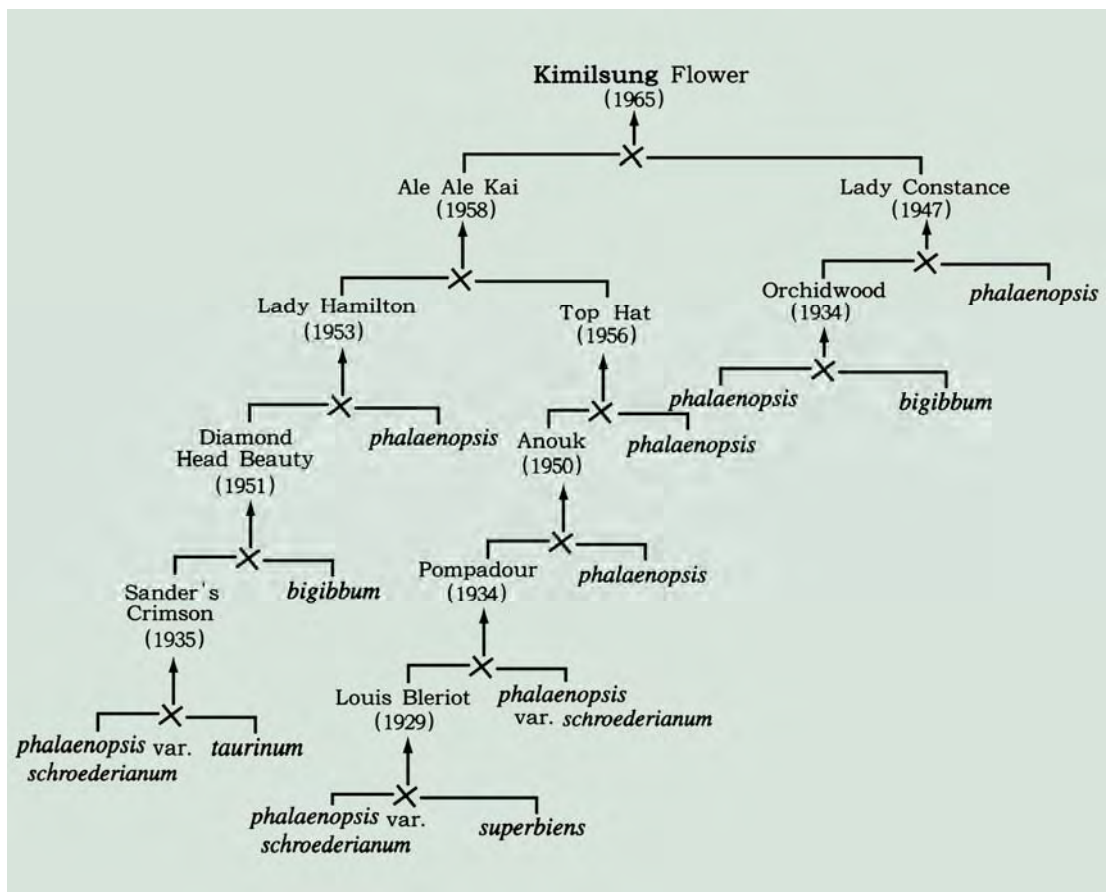 Kimilsung Flower
(1965)
Ale Ale Kai
(1958)
Lady Constance
(1947)
Lady Hamilton
(1953)
Top Hat
(1956)
Orchidwood
(1934)
phalaenopsis
Diamond
Head Beauty
(1951)
phalaenopsis
Anouk
(1950)
phalaenopsis
phalaenopsis
bigibbum
Sander's
Crimson
(1935)
bigibbum
Pompadour
(1934)
phalaenopsis
phalaenopsis var.
schroederianum
taurinum
Louis Bleriot
(1929)
phalaenopsis
var. schroederianum
phalaenopsis var.
schroederianum
superbiens